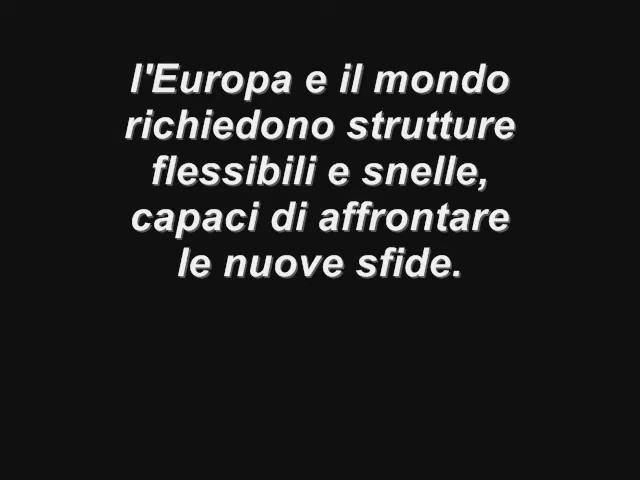 l'Europa e il mondo
richiedono strutture
flessibili e snelle,
capaci di affrontare
le nuove sfide.